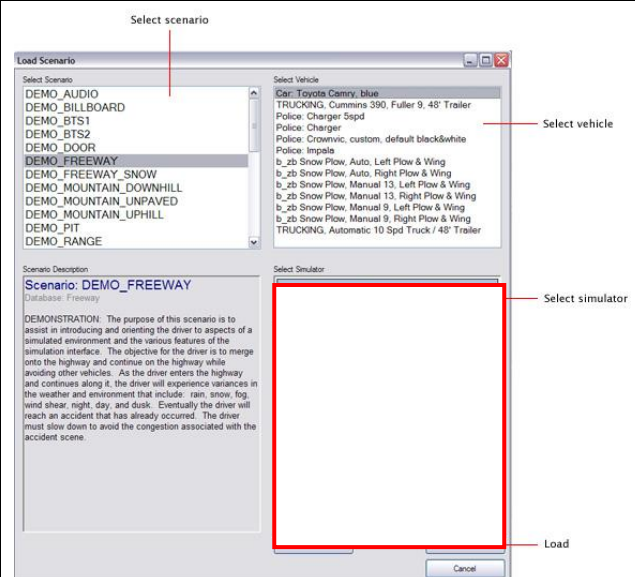 Select scenario
Load Scenario
Select Scenario
DEMO_AUDIO
DEMO_BILLBOARD
DEMO_BTS1
DEMO_BTS2
DEMO_DOOR
DEMO_FREEWAY
DEMO_FREEWAY_SNOW
DEMO_MOUNTAIN_DOWNHILL
DEMO_MOUNTAIN_UNPAVED
DEMO_MOUNTAIN_UPHILL
DEMO_PIT
DEMO_RANGE
Select Vehicle
Car: Toyota Camry, blue
TRUCKING, Cummins 390, Fuller 9, 48' Trailer
Police: Charger 5spd
Police: Charger
Police: Crownvic, custom, default black&white
Police: Impala
b_zb Snow Plow, Auto, Left Plow & Wing
b_zb Snow Plow, Auto, Right Plow & Wing
b_zb Snow Plow, Manual 13, Left Plow & Wing
b_zb Snow Plow, Manual 13, Right Plow & Wing
b_zb Snow Plow, Manual 9, Left Plow & Wing
b_zb Snow Plow, Manual 9, Right Plow & Wing
TRUCKING, Automatic 10 Spd Truck / 48' Trailer
Select vehicle
Scenario Description
Scenario: DEMO_FREEWAY
Database: Freeway
DEMONSTRATION: The purpose of this scenario is to
assist in introducing and orienting the driver to aspects of a
simulated environment and the various features of the
simulation interface. The objective for the driver is to merge
onto the highway and continue on the highway while
avoiding other vehicles. As the driver enters the highway
and continues along it, the driver will experience variances in
the weather and environment that include: rain, snow, fog,
wind shear, night, day, and dusk. Eventually the driver will
reach an accident that has already occurred. The driver
must slow down to avoid the congestion associated with the
accident scene.
Select Simulator
Select simulator
Load
Cancel